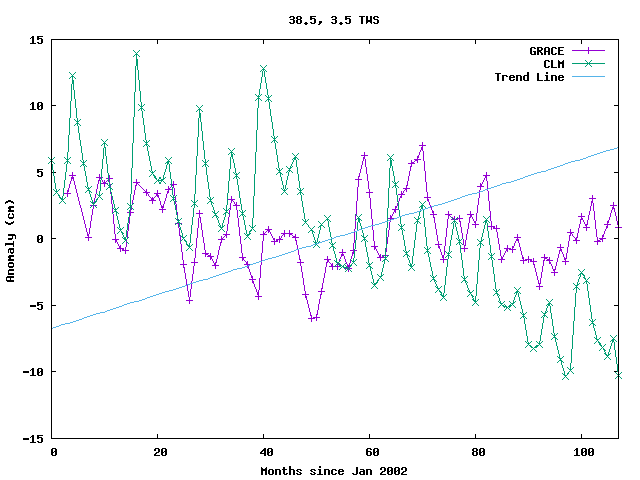 38.5, 3.5 TWS
GRACE
CLM
Trend Line
15
10
5
0
-5
-10
-15
Anomaly (cm)
0 20 40 60 80 100
Months since Jan 2002